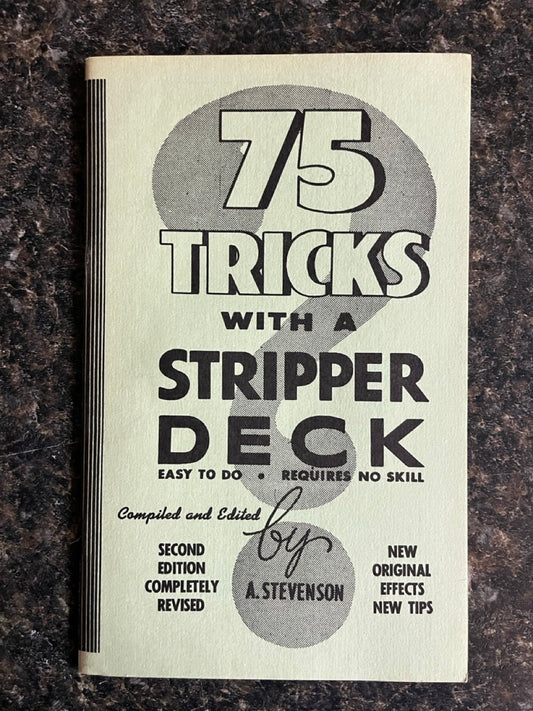 75
TRICKS
WITH A
STRIPPER
DECK
EASY TO DO • REQUIRES NO SKILL
Compiled and Edited by
A. STEVENSON
SECOND
EDITION
COMPLETELY
REVISED
NEW
ORIGINAL
EFFECTS
NEW TIPS